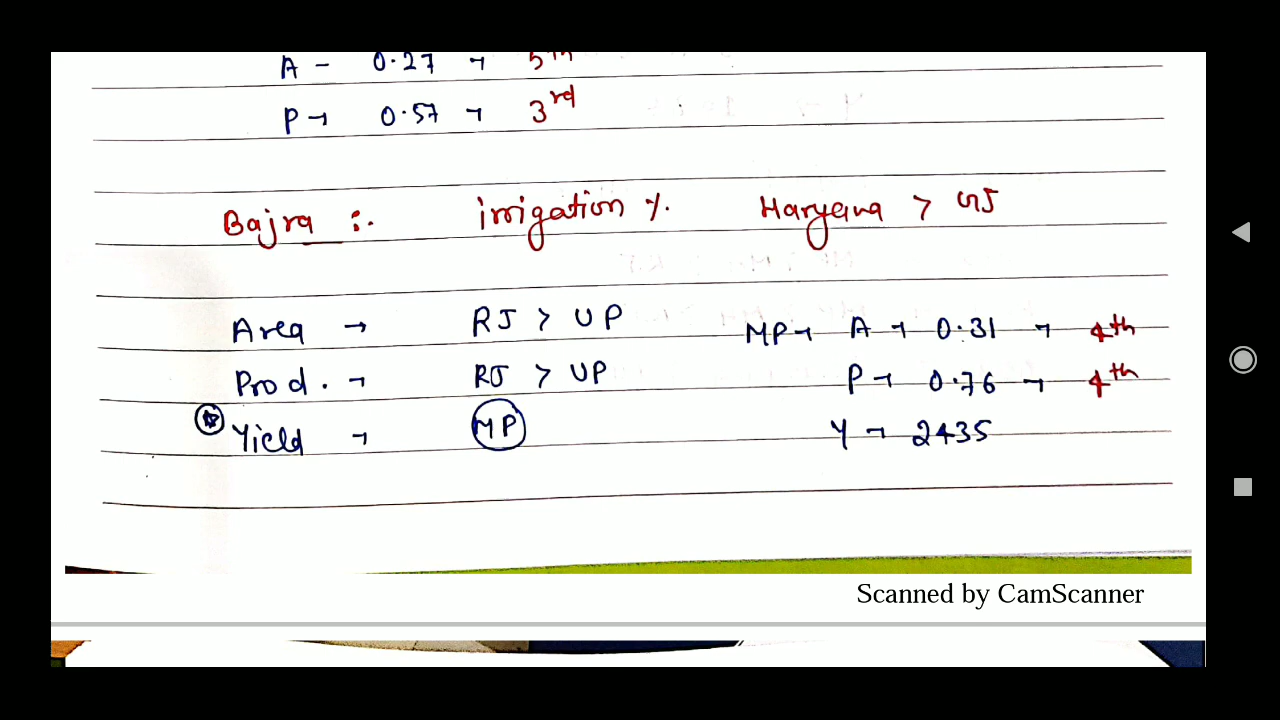 A - 0.27 → 5th
P → 0.57 → 3rd
Bajra :- irrigation %. Haryana > GJ
Area → RJ > UP MP → A → 0.31 → 4th
Prod. → RJ > UP P → 0.76 → 4th
Yield → MP Y → 2435
Scanned by CamScanner